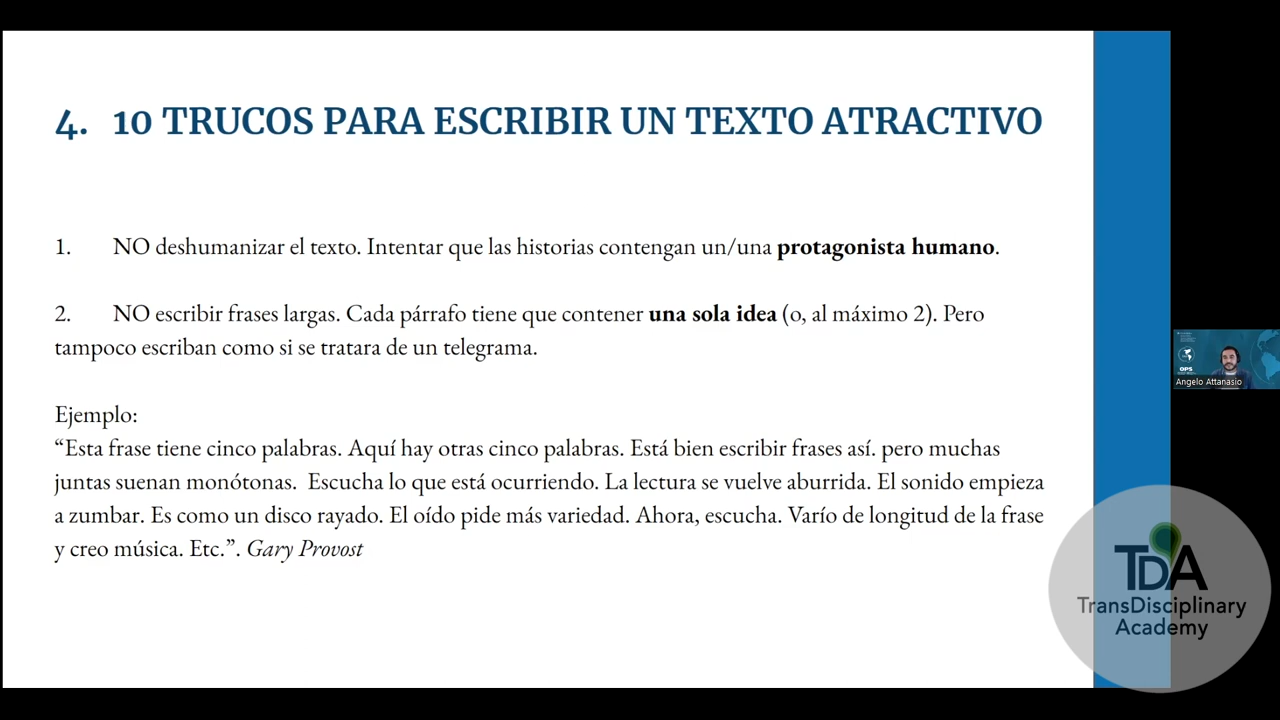 4. 10 TRUCOS PARA ESCRIBIR UN TEXTO ATRACTIVO
1. NO deshumanizar el texto. Intentar que las historias contengan un/una protagonista humano.
2. NO escribir frases largas. Cada párrafo tiene que contener una sola idea (o, al máximo 2). Pero
tampoco escriban como si se tratara de un telegrama.
Ejemplo:
“Esta frase tiene cinco palabras. Aquí hay otras cinco palabras. Está bien escribir frases así. pero muchas
juntas suenan monótonas.  Escucha lo que está ocurriendo. La lectura se vuelve aburrida. El sonido empieza
a zumbar. Es como un disco rayado. El oído pide más variedad. Ahora, escucha. Varío de longitud de la frase
y creo música. Etc.”. Gary Provost
OPS
Angelo Attanasio
TDA
TransDisciplinary
Academy